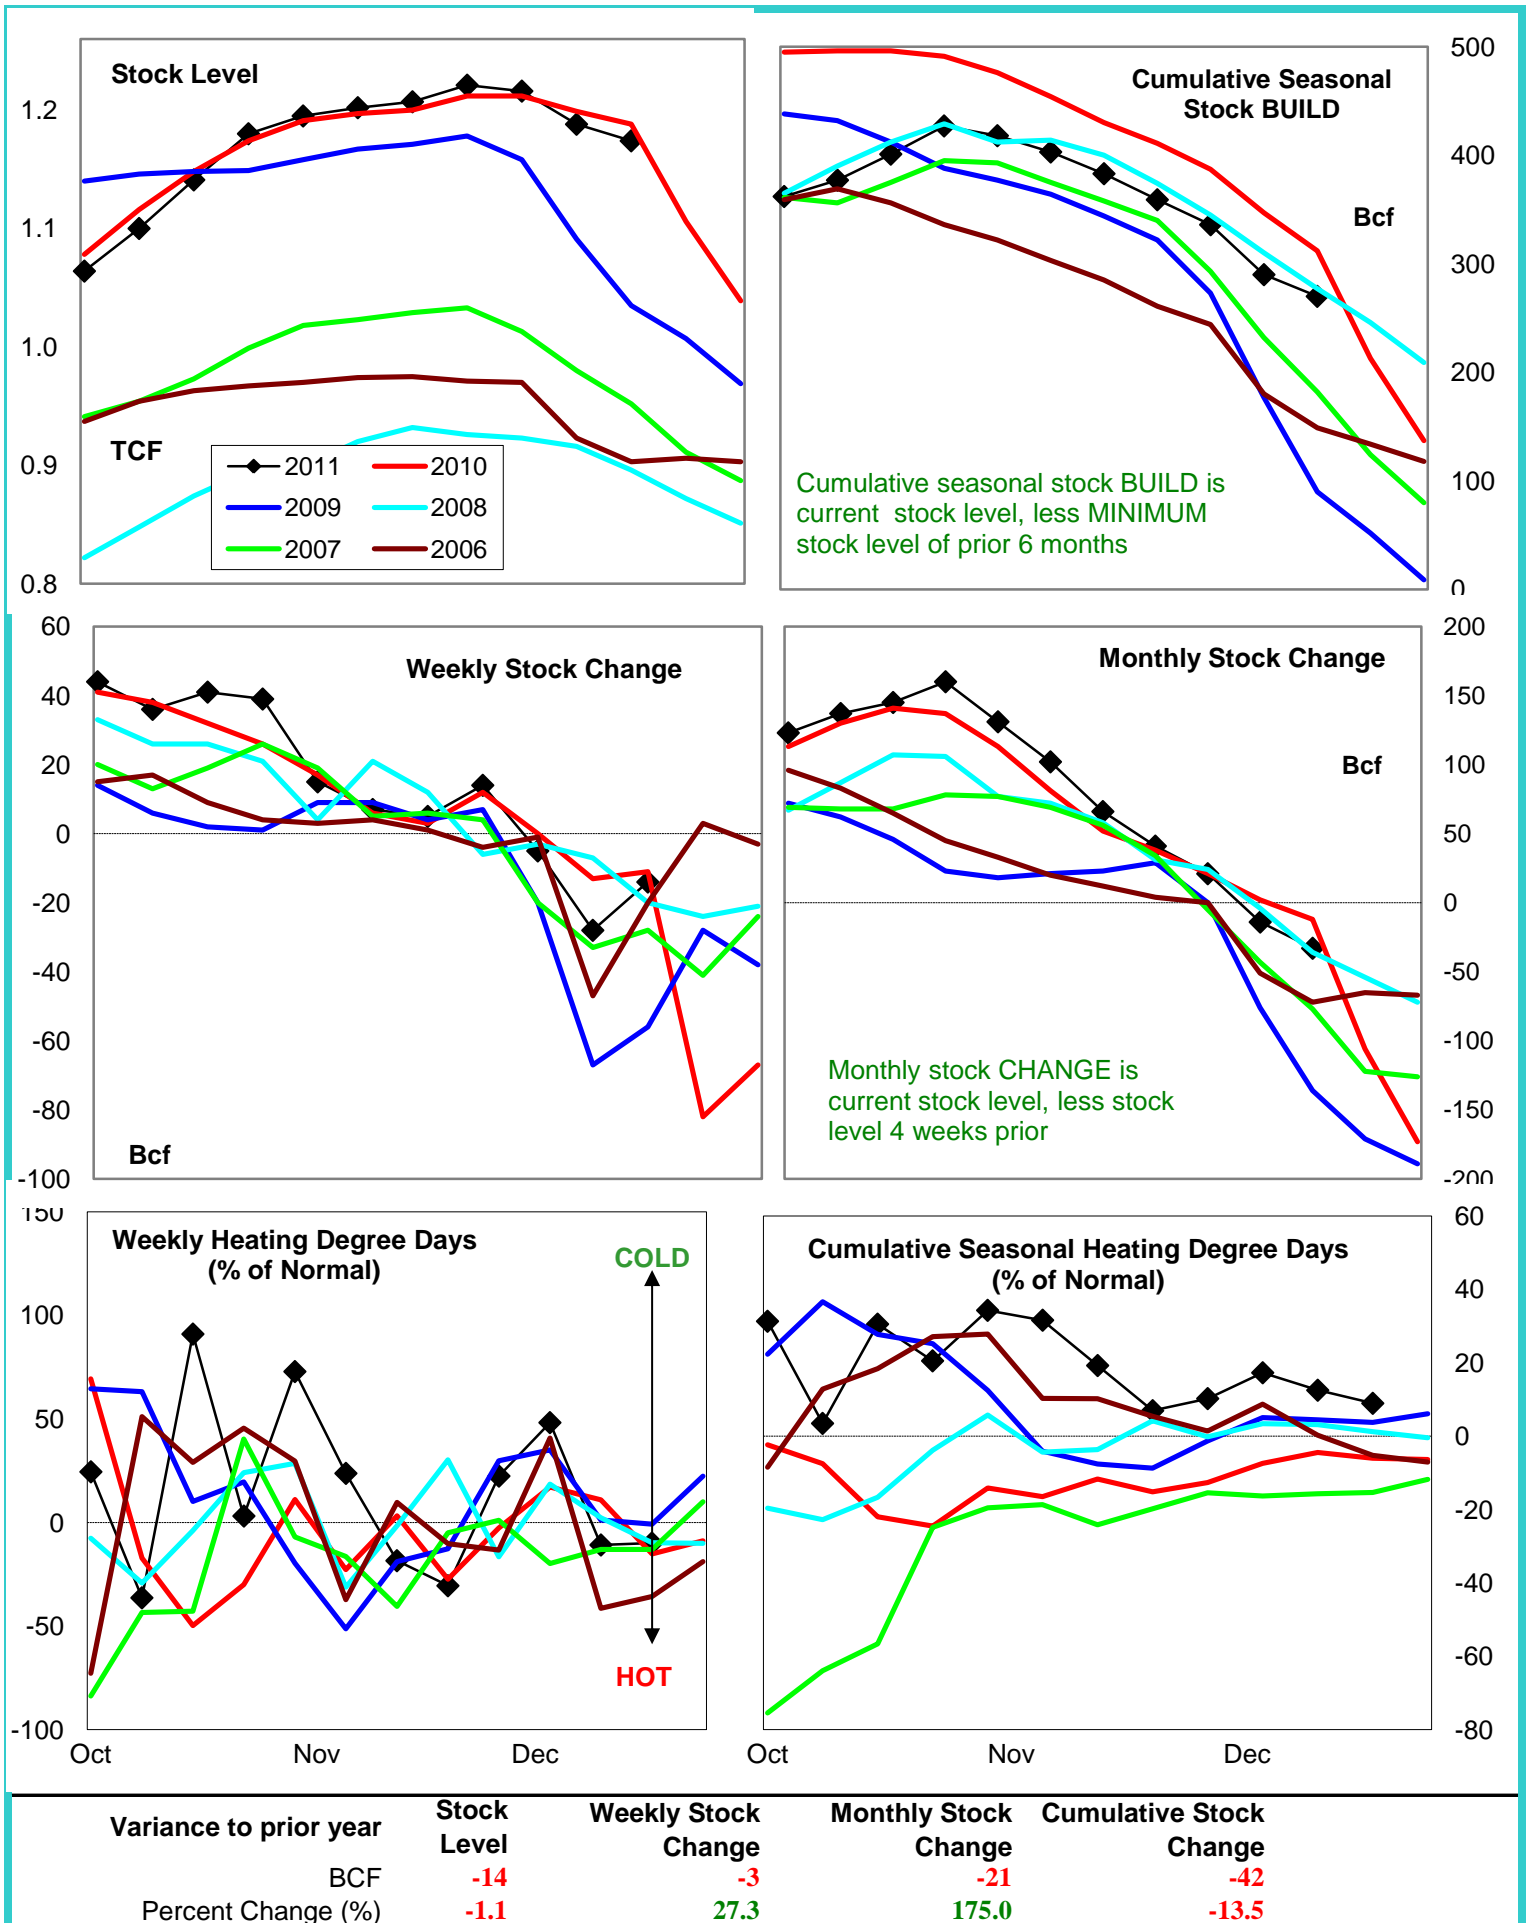 Stock Level
1.2
1.1
1.0
0.9
0.8
TCF
2011
2010
2009
2008
2007
2006
Cumulative Seasonal
Stock BUILD
Bcf
500
400
300
200
100
0
Cumulative seasonal stock BUILD is
current stock level, less MINIMUM
stock level of prior 6 months
Weekly Stock Change
60
40
20
0
-20
-40
-60
-80
-100
Bcf
Monthly Stock Change
Bcf
200
150
100
50
0
-50
-100
-150
-200
Monthly stock CHANGE is
current stock level, less stock
level 4 weeks prior
Weekly Heating Degree Days
(% of Normal)
COLD
HOT
150
100
50
0
-50
-100
Oct
Nov
Dec
Cumulative Seasonal Heating Degree Days
(% of Normal)
60
40
20
0
-20
-40
-60
-80
Oct
Nov
Dec
Variance to prior year
Stock
Level
Weekly Stock
Change
Monthly Stock
Change
Cumulative Stock
Change
BCF -14 -3 -21 -42
Percent Change (%) -1.1 27.3 175.0 -13.5